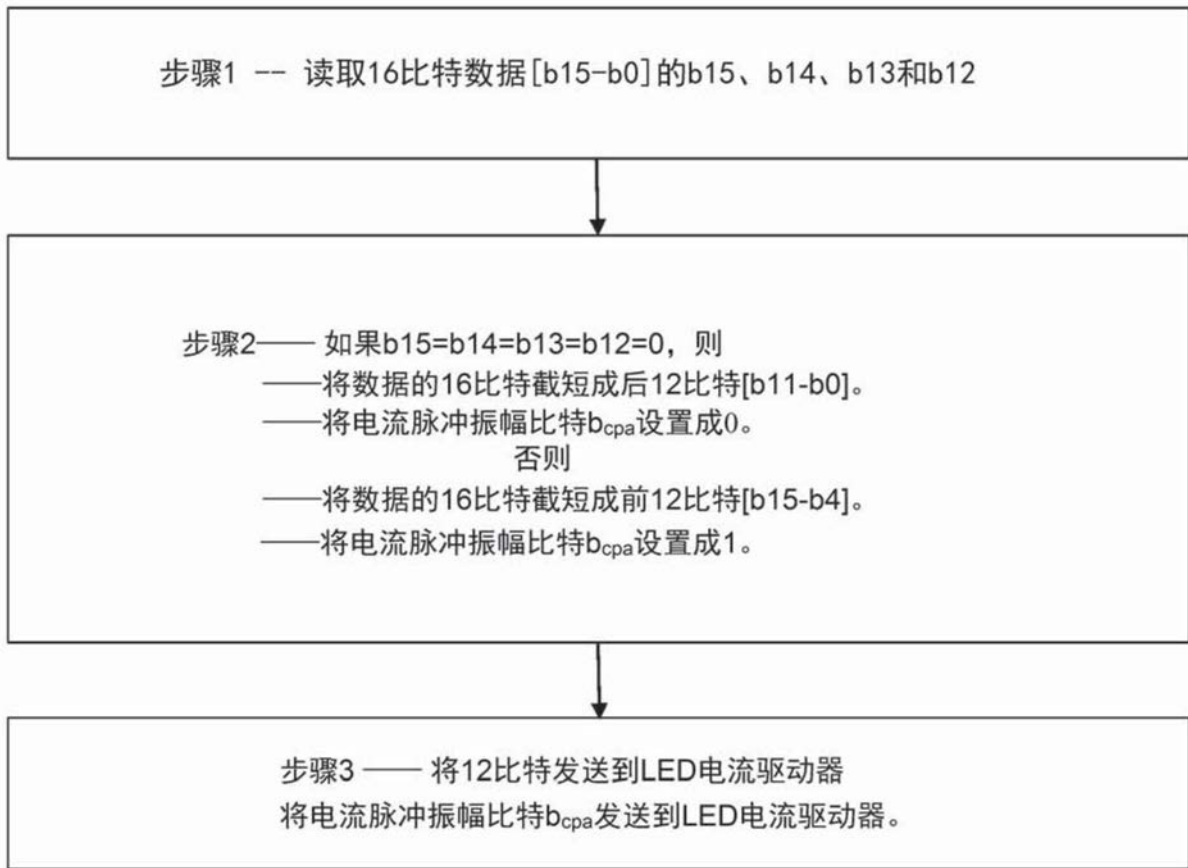 步骤1 -- 读取16比特数据[b15-b0]的b15、b14、b13和b12
步骤2—— 如果b15=b14=b13=b12=0，则
——将数据的16比特截短成后12比特[b11-b0]。
——将电流脉冲振幅比特bcpa设置成0。
否则
——将数据的16比特截短成前12比特[b15-b4]。
——将电流脉冲振幅比特bcpa设置成1。
步骤3 —— 将12比特发送到LED电流驱动器
将电流脉冲振幅比特bcpa发送到LED电流驱动器。